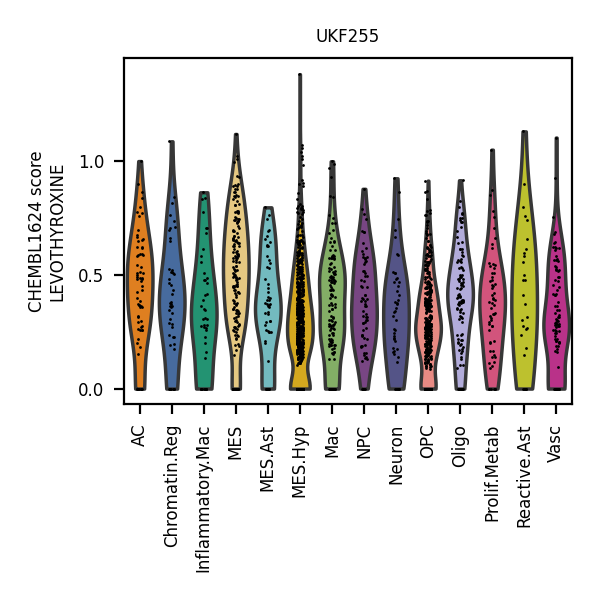 UKF255
CHEMBL1624 score
LEVOTHYROXINE
1.0
0.5
0.0
AC
Chromatin.Reg
Inflammatory.Mac
MES
MES.Ast
MES.Hyp
Mac
NPC
Neuron
OPC
Oligo
Prolif.Metab
Reactive.Ast
Vasc